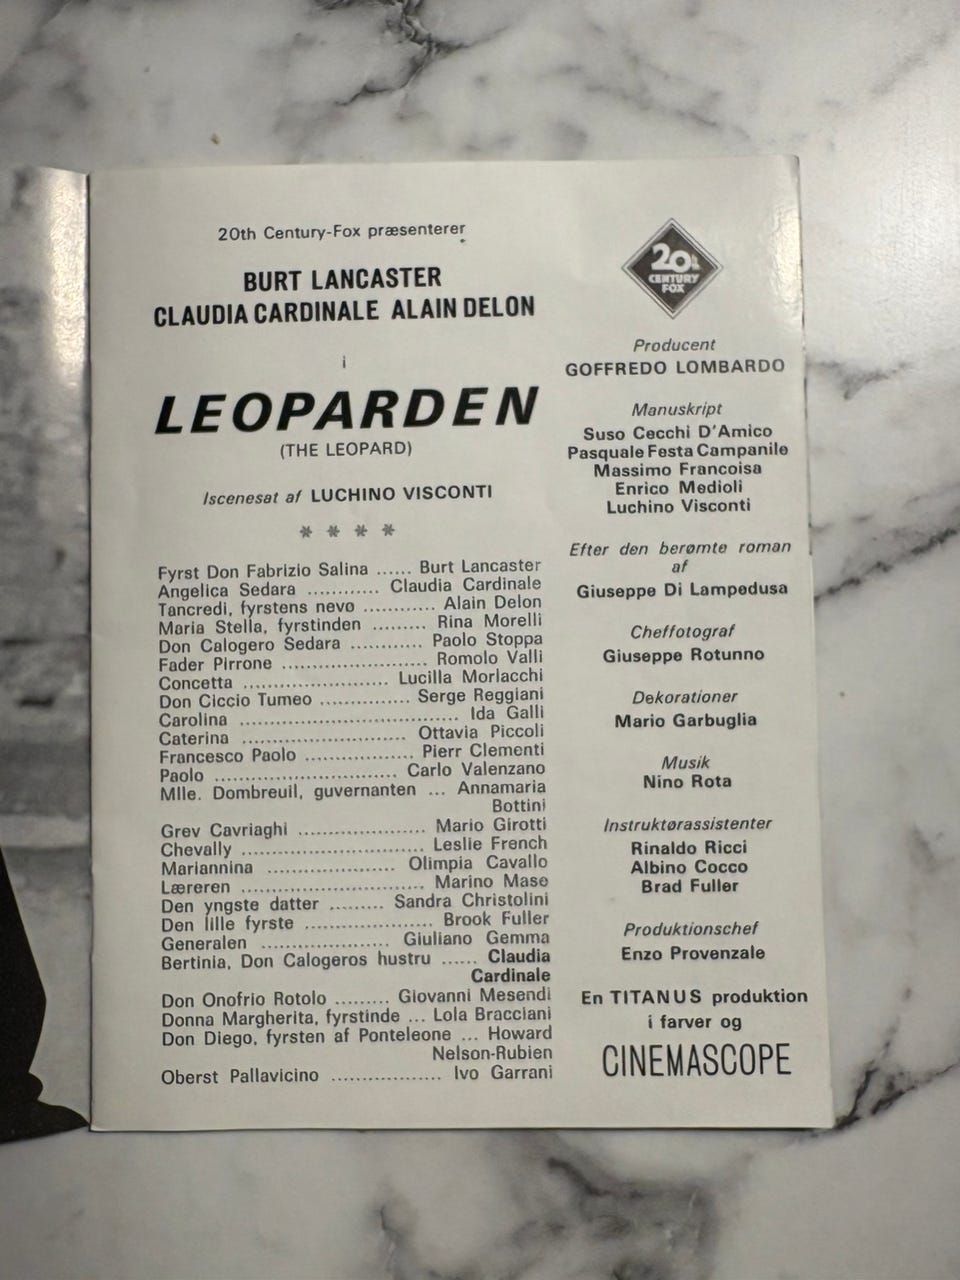 20th Century-Fox præsenterer
BURT LANCASTER
CLAUDIA CARDINALE ALAIN DELON
i
LEOPARDEN
(THE LEOPARD)
Iscenesat af LUCHINO VISCONTI
* * * *
Fyrst Don Fabrizio Salina ...... Burt Lancaster
Angelica Sedara ............ Claudia Cardinale
Tancredi, fyrstens nevø ............ Alain Delon
Maria Stella, fyrstinden ......... Rina Morelli
Don Calogero Sedara ............ Paolo Stoppa
Fader Pirrone ........................ Romolo Valli
Concetta ........................ Lucilla Morlacchi
Don Ciccio Tumeo ............... Serge Reggiani
Carolina .................................... Ida Galli
Caterina ........................... Ottavia Piccoli
Francesco Paolo .................. Pierr Clementi
Paolo .............................. Carlo Valenzano
Mlle. Dombreuil, guvernanten ... Annamaria
Bottini
Grev Cavriaghi ..................... Mario Girotti
Chevally .............................. Leslie French
Mariannina ..................... Olimpia Cavallo
Læreren .............................. Marino Mase
Den yngste datter ......... Sandra Christolini
Den lille fyrste ..................... Brook Fuller
Generalen ..................... Giuliano Gemma
Bertinia, Don Calogeros hustru ...... Claudia
Cardinale
Don Onofrio Rotolo ......... Giovanni Mesendi
Donna Margherita, fyrstinde ... Lola Bracciani
Don Diego, fyrsten af Ponteleone ... Howard
Nelson-Rubien
Oberst Pallavicino .................. Ivo Garrani
20th
CENTURY
FOX
Producent
GOFFREDO LOMBARDO
Manuskript
Suso Cecchi D'Amico
Pasquale Festa Campanile
Massimo Francoisa
Enrico Medioli
Luchino Visconti
Efter den berømte roman
af
Giuseppe Di Lampedusa
Cheffotograf
Giuseppe Rotunno
Dekorationer
Mario Garbuglia
Musik
Nino Rota
Instruktørassistenter
Rinaldo Ricci
Albino Cocco
Brad Fuller
Produktionschef
Enzo Provenzale
En TITANUS produktion
i farver og
CINEMASCOPE